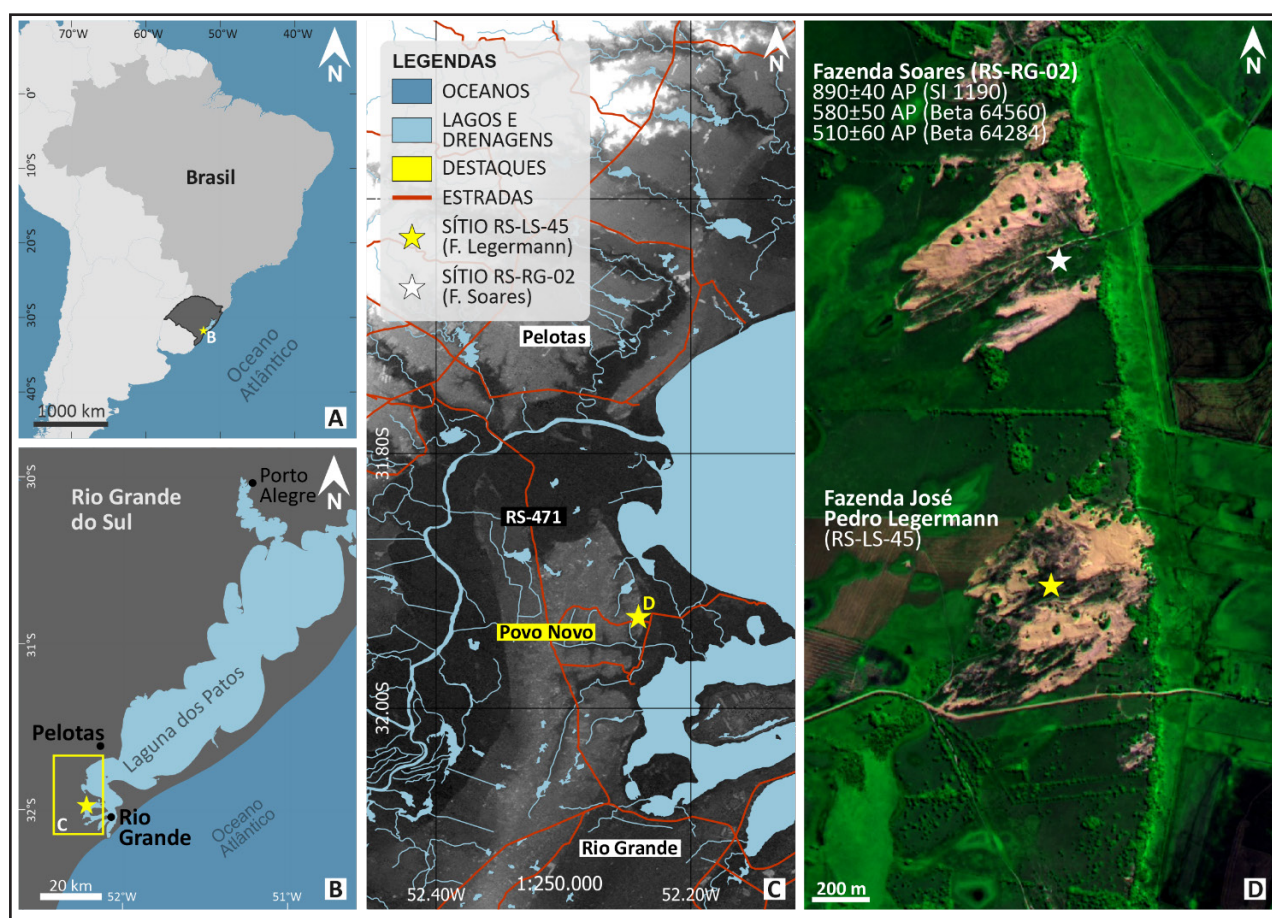 70°W
60°W
50°W
40°W
N
0°
10°S
20°S
30°S
40°S
Brasil
B
Oceano
Atlântico
1000 km
A
30°S
31°S
32°S
Rio Grande
do Sul
Porto
Alegre
N
Laguna dos Patos
Pelotas
C
Rio
Grande
Oceano
Atlântico
20 km
52°W
51°W
B
LEGENDAS
OCEANOS
LAGOS E
DRENAGENS
DESTAQUES
ESTRADAS
SÍTIO RS-LS-45
(F. Legermann)
SÍTIO RS-RG-02
(F. Soares)
N
Pelotas
31.80S
RS-471
D
Povo Novo
32.00S
Rio Grande
52.40W
1:250.000
52.20W
C
Fazenda Soares (RS-RG-02)
890±40 AP (SI 1190)
580±50 AP (Beta 64560)
510±60 AP (Beta 64284)
N
Fazenda José
Pedro Legermann
(RS-LS-45)
200 m
D